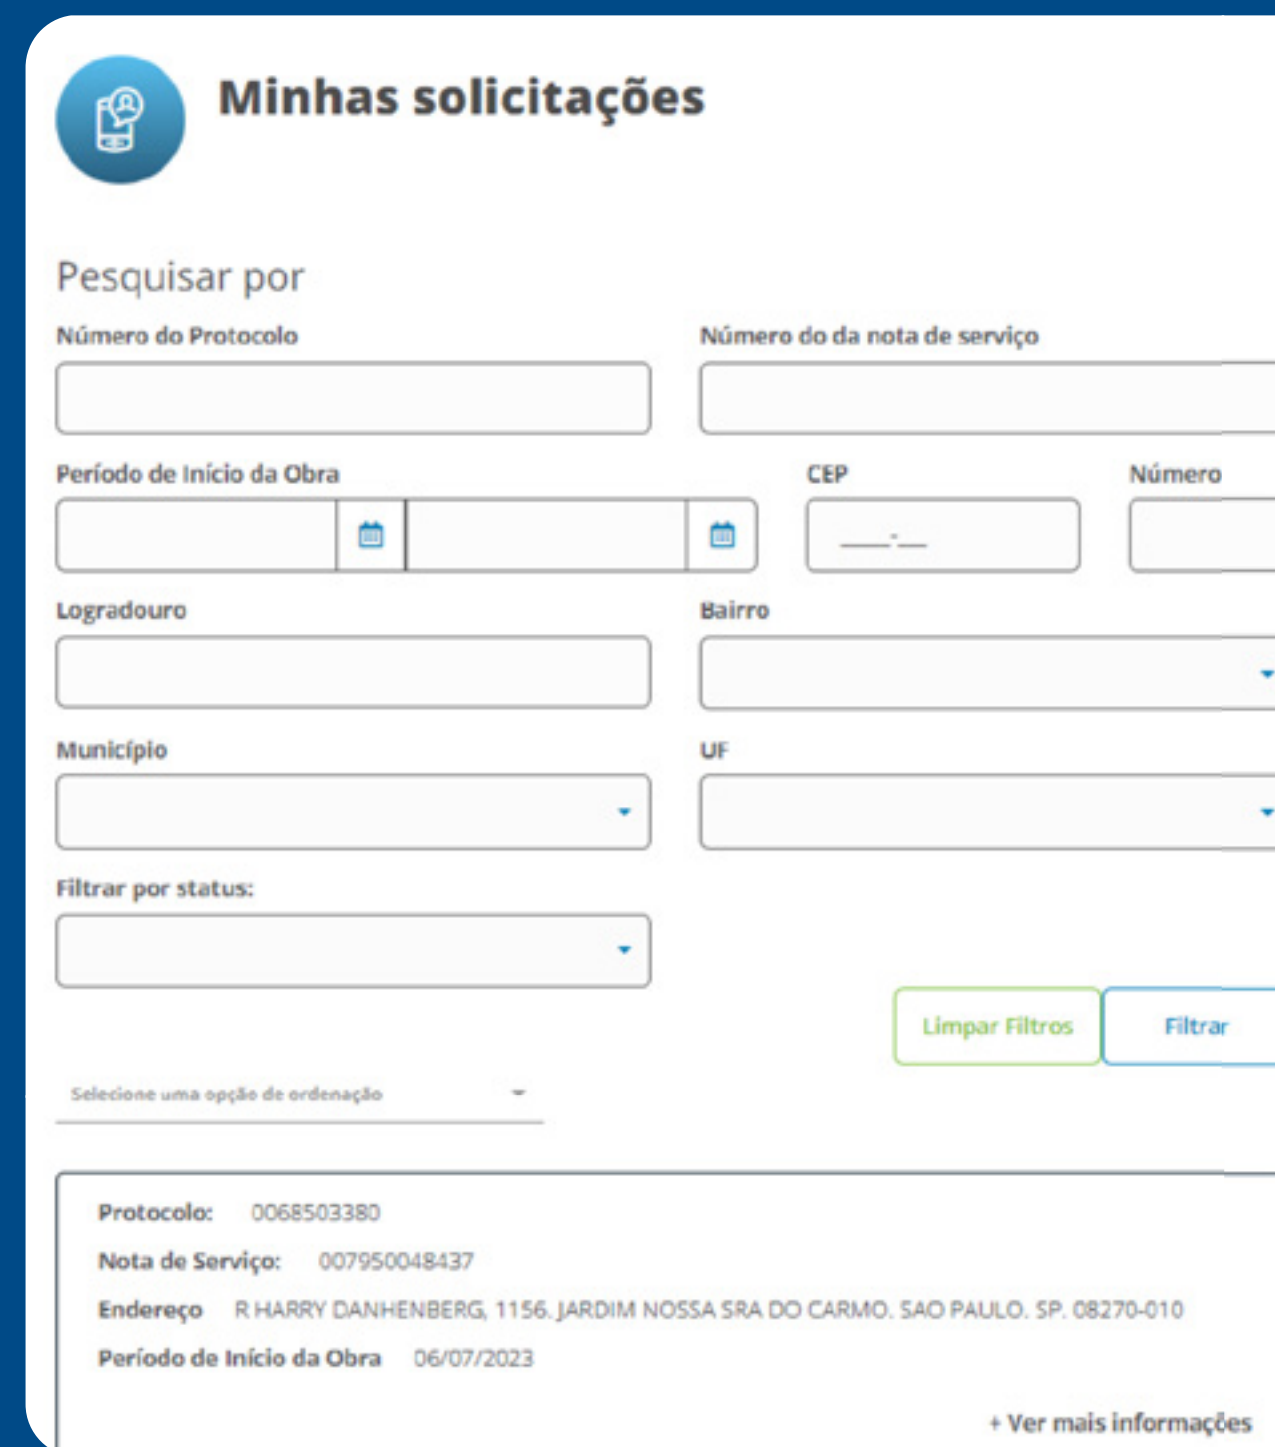 Minhas solicitações
Pesquisar por
Número do Protocolo
Número do da nota de serviço
Período de Início da Obra
CEP
Número
____-__
Logradouro
Bairro
Município
UF
Filtrar por status:
Limpar Filtros
Filtrar
Selecione uma opção de ordenação
Protocolo: 0068503380
Nota de Serviço: 007950048437
Endereço R HARRY DANHENBERG, 1156. JARDIM NOSSA SRA DO CARMO. SAO PAULO. SP. 08270-010
Período de Início da Obra 06/07/2023
+ Ver mais informações